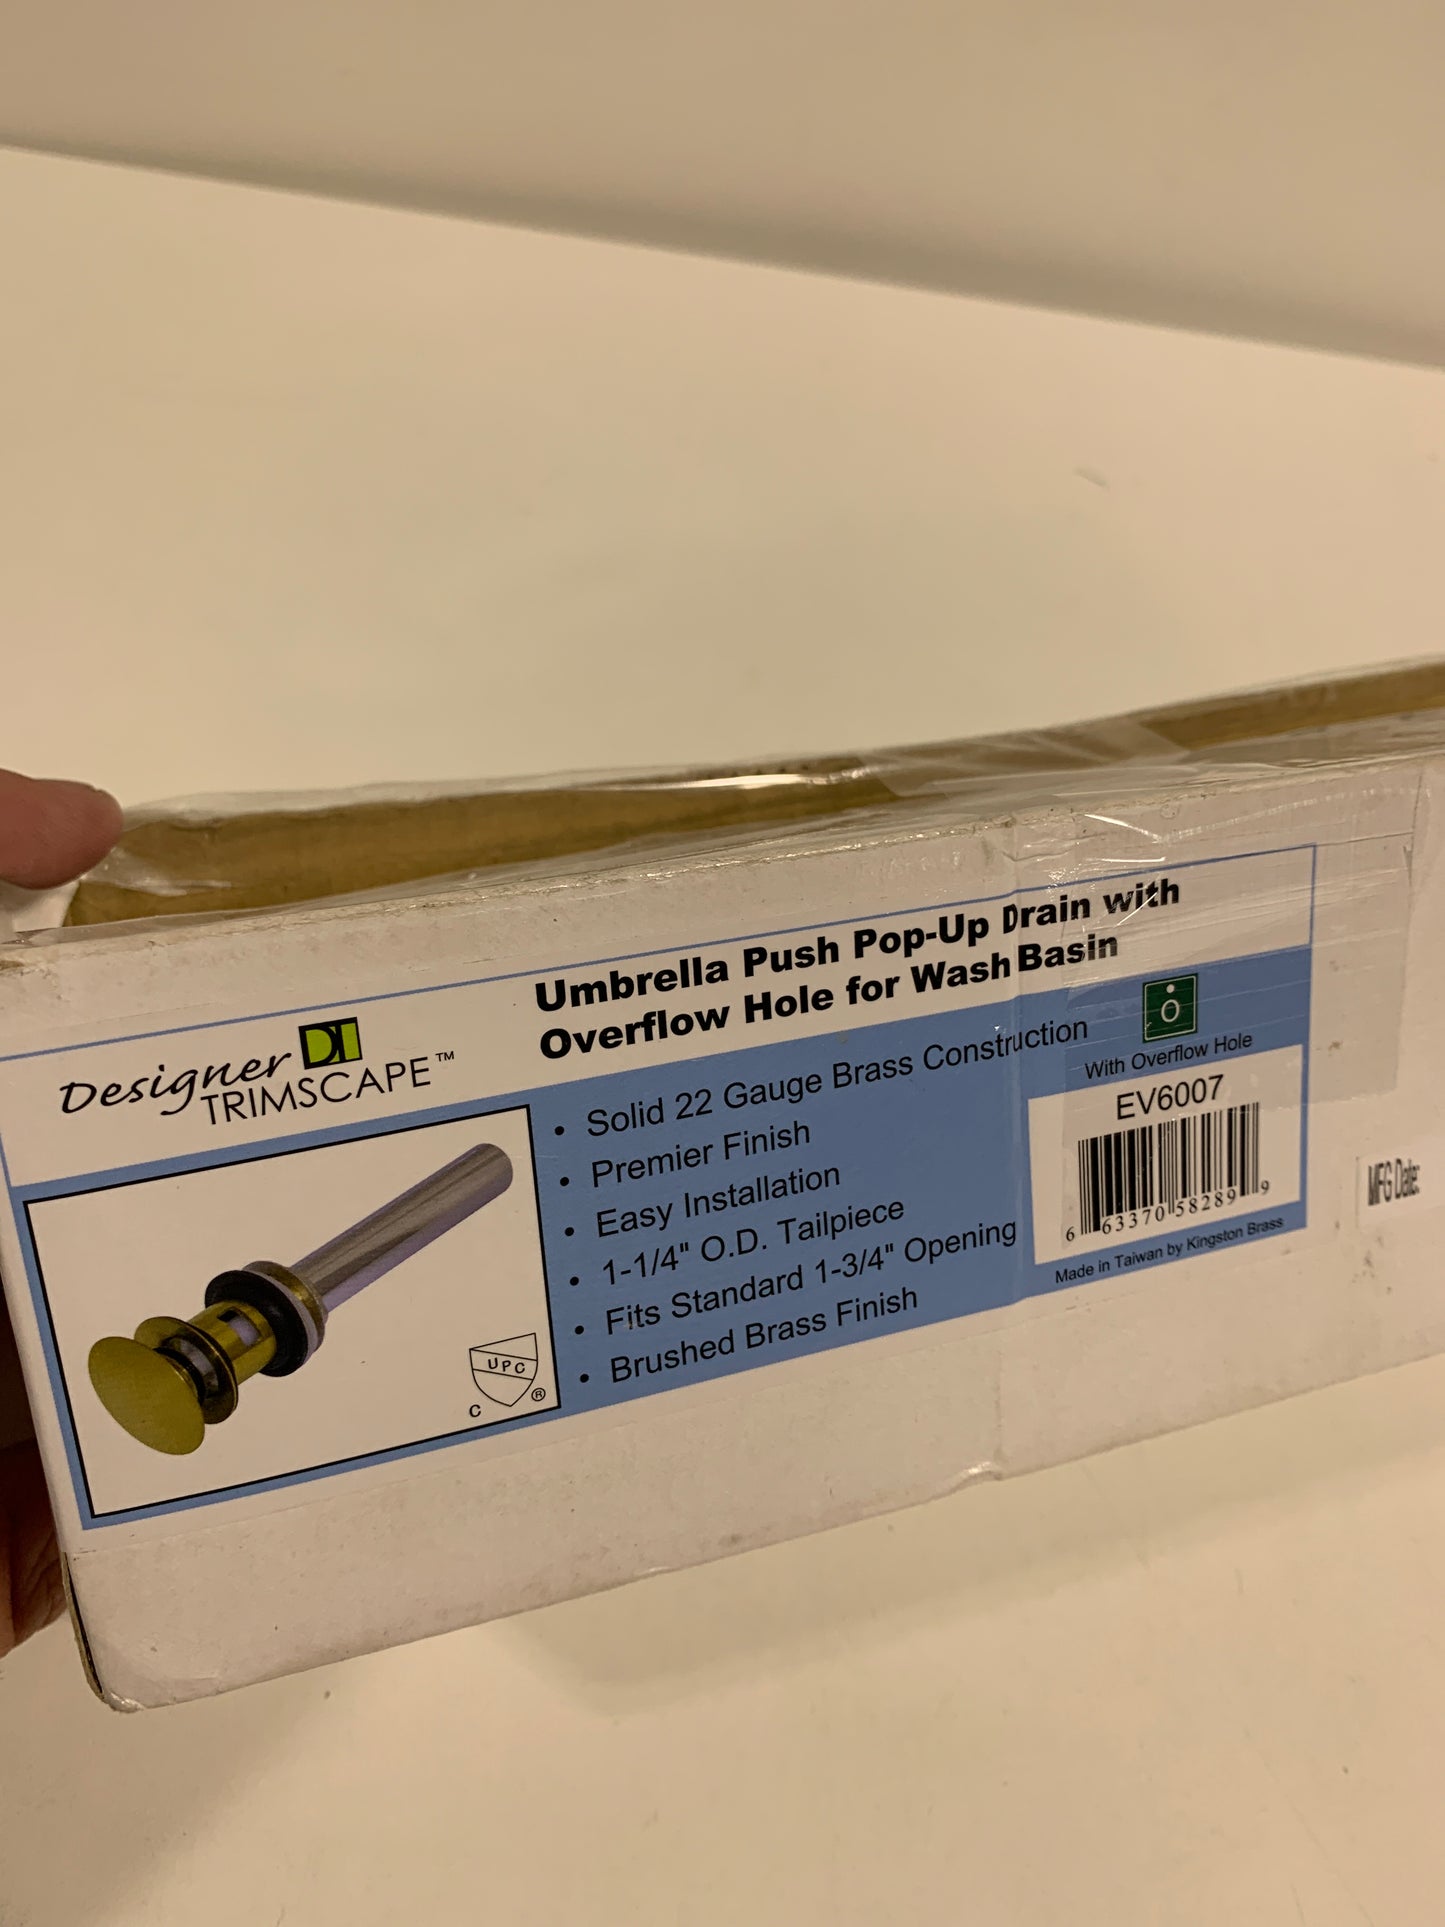 Designer DI
TRIMSCAPE™
Umbrella Push Pop-Up Drain with
Overflow Hole for Wash Basin
• Solid 22 Gauge Brass Construction
• Premier Finish
• Easy Installation
• 1-1/4" O.D. Tailpiece
• Fits Standard 1-3/4" Opening
• Brushed Brass Finish
UPC
C ®
O
With Overflow Hole
EV6007
6 63370 58289 9
Made in Taiwan by Kingston Brass
MFG Date: